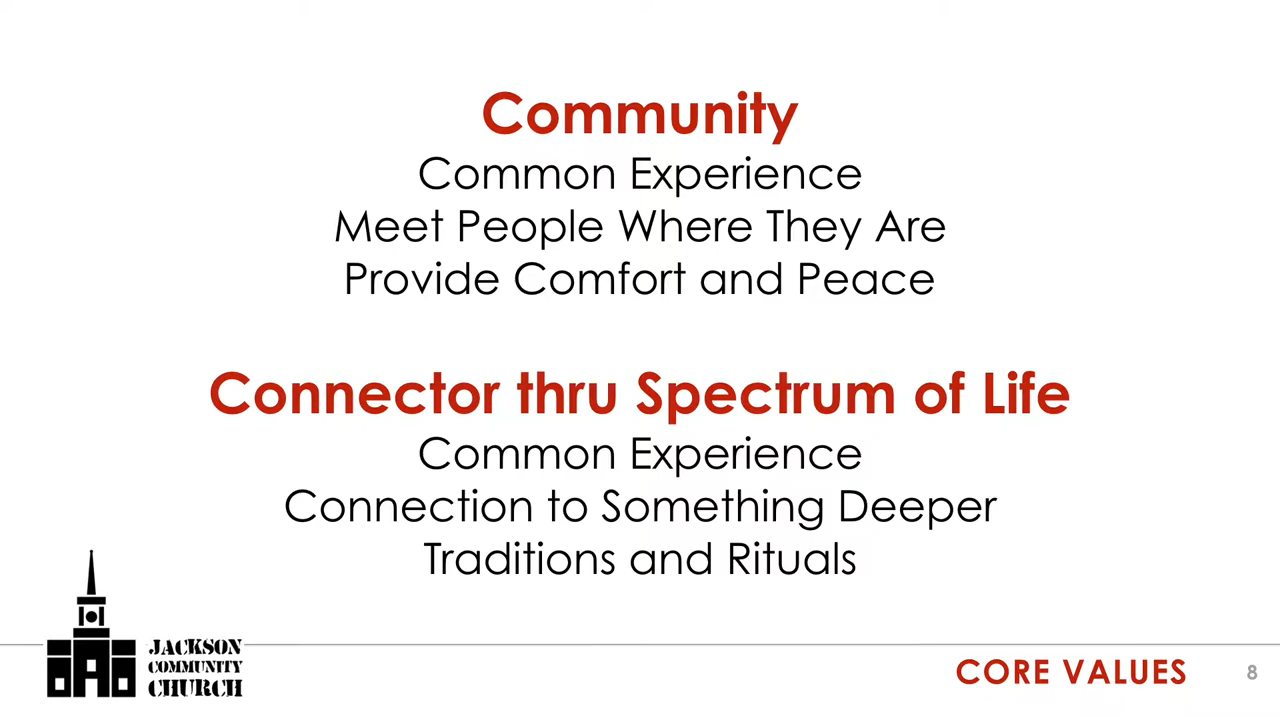 Community
Common Experience
Meet People Where They Are
Provide Comfort and Peace
Connector thru Spectrum of Life
Common Experience
Connection to Something Deeper
Traditions and Rituals
JACKSON
COMMUNITY
CHURCH
CORE VALUES
8